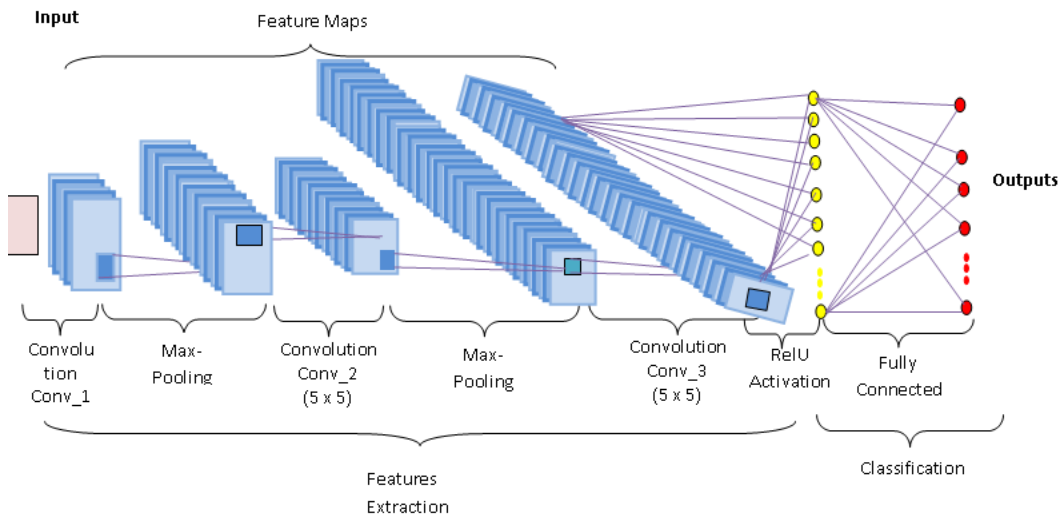 Input
Feature Maps
Outputs
Convolu
tion
Conv_1
Max-
Pooling
Convolution
Conv_2
(5 x 5)
Max-
Pooling
Convolution
Conv_3
(5 x 5)
RelU
Activation
Fully
Connected
Features
Extraction
Classification